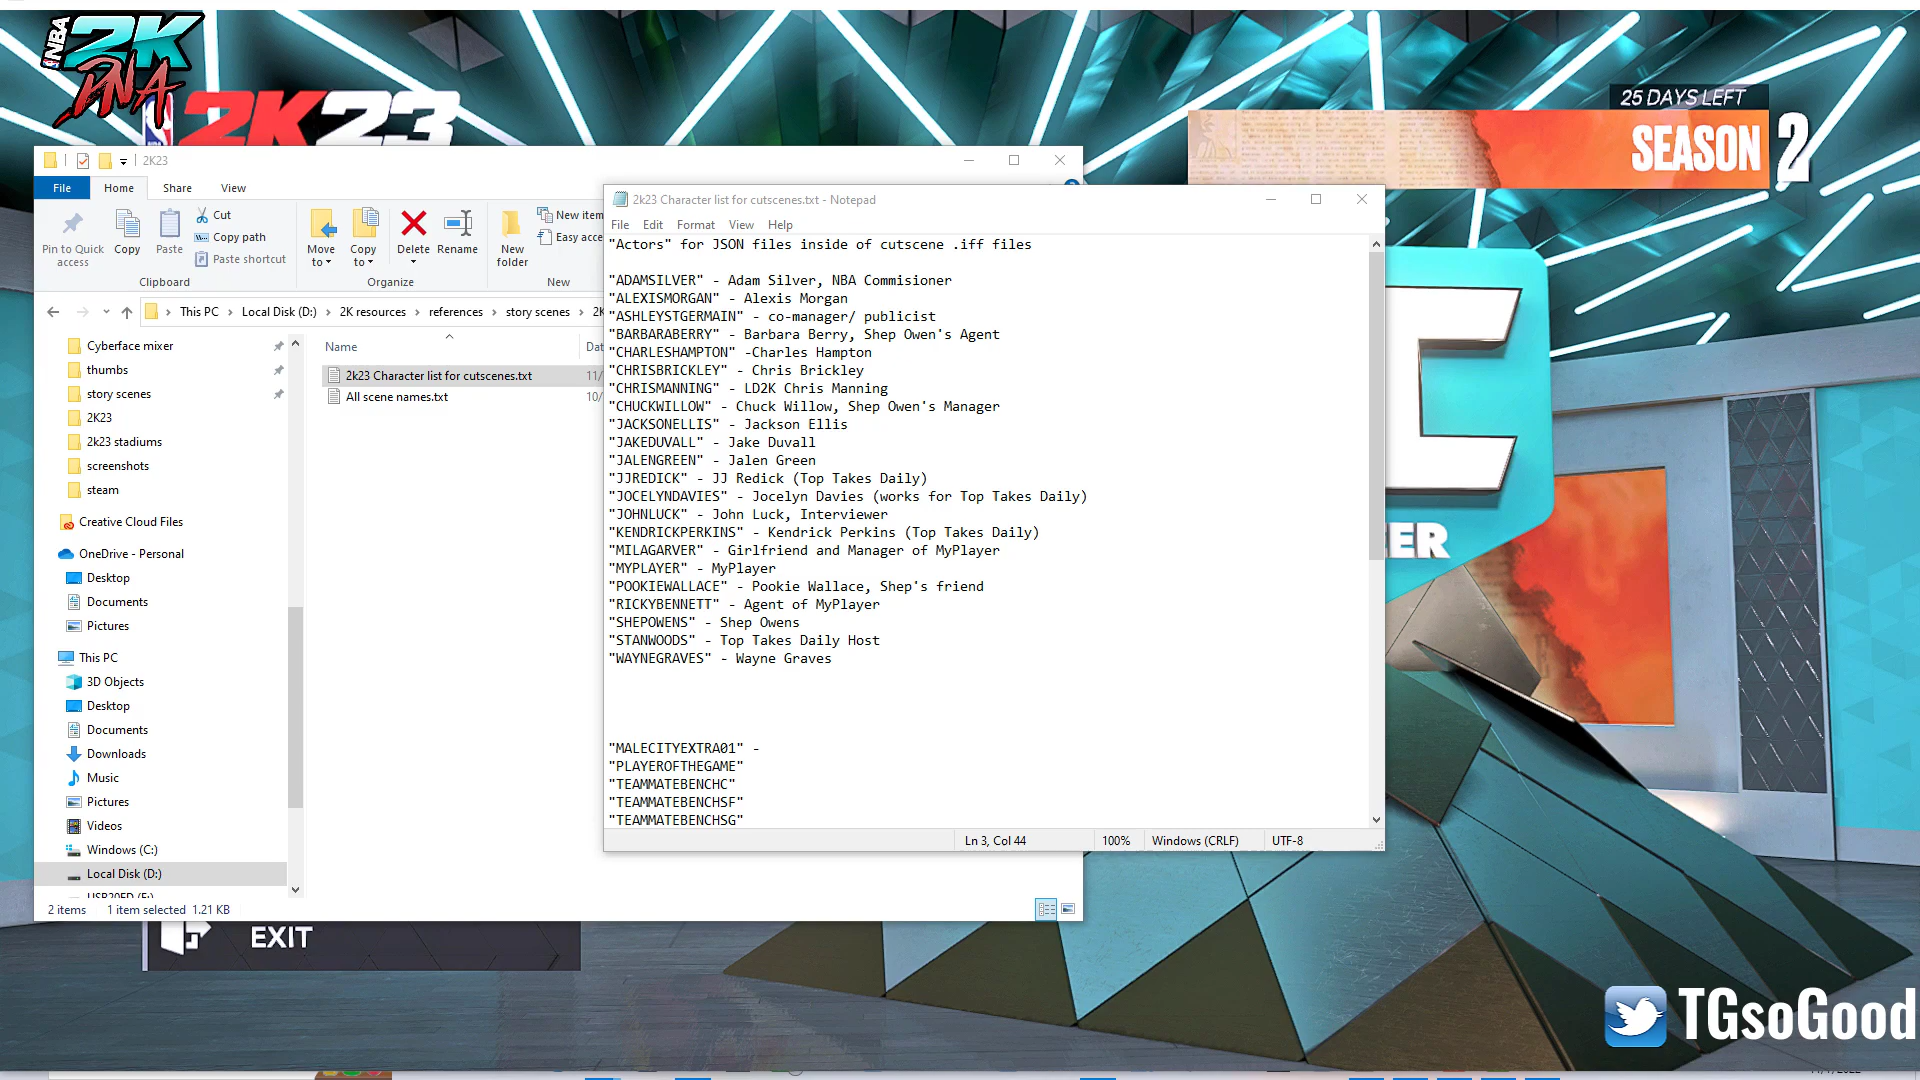 NBA 2K DNA
2K23
25 DAYS LEFT
SEASON 2
2K23
File
Home
Share
View
Pin to Quick access
Copy
Paste
Cut
Copy path
Paste shortcut
Clipboard
Move to
Copy to
Delete
Rename
Organize
New folder
New item
Easy acce
New
This PC
Local Disk (D:)
2K resources
references
story scenes
Name
Dat
Cyberface mixer
thumbs
story scenes
2K23
2k23 stadiums
screenshots
steam
Creative Cloud Files
OneDrive - Personal
Desktop
Documents
Pictures
This PC
3D Objects
Desktop
Documents
Downloads
Music
Pictures
Videos
Windows (C:)
Local Disk (D:)
2k23 Character list for cutscenes.txt
11/
All scene names.txt
10/
2 items
1 item selected 1.21 KB
2k23 Character list for cutscenes.txt - Notepad
File Edit Format View Help
"Actors" for JSON files inside of cutscene .iff files
"ADAMSILVER" - Adam Silver, NBA Commisioner
"ALEXISMORGAN" - Alexis Morgan
"ASHLEYSTGERMAIN" - co-manager/ publicist
"BARBARABERRY" - Barbara Berry, Shep Owen's Agent
"CHARLESHAMPTON" -Charles Hampton
"CHRISBRICKLEY" - Chris Brickley
"CHRISMANNING" - LD2K Chris Manning
"CHUCKWILLOW" - Chuck Willow, Shep Owen's Manager
"JACKSONELLIS" - Jackson Ellis
"JAKEDUVALL" - Jake Duvall
"JALENGREEN" - Jalen Green
"JJREDICK" - JJ Redick (Top Takes Daily)
"JOCELYNDAVIES" - Jocelyn Davies (works for Top Takes Daily)
"JOHNLUCK" - John Luck, Interviewer
"KENDRICKPERKINS" - Kendrick Perkins (Top Takes Daily)
"MILAGARVER" - Girlfriend and Manager of MyPlayer
"MYPLAYER" - MyPlayer
"POOKIEWALLACE" - Pookie Wallace, Shep's friend
"RICKYBENNETT" - Agent of MyPlayer
"SHEPOWENS" - Shep Owens
"STANWOODS" - Top Takes Daily Host
"WAYNEGRAVES" - Wayne Graves
"MALECITYEXTRA01" -
"PLAYEROFTHEGAME"
"TEAMMATEBENCHC"
"TEAMMATEBENCHSF"
"TEAMMATEBENCHSG"
Ln 3, Col 44
100%
Windows (CRLF)
UTF-8
ER
EXIT
TGsoGood